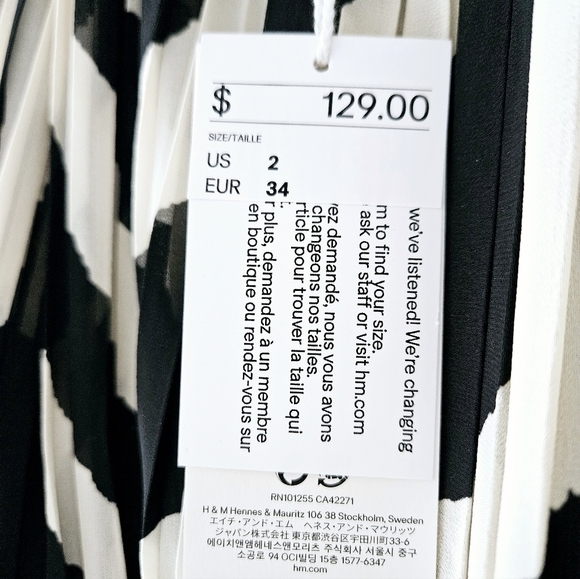 $ 129.00
SIZE/TAILLE
US 2
EUR 34
we've listened! We're changing
m to find your size.
ask our staff or visit hm.com
ez demandé, nous vous avons
changeons nos tailles.
rticle pour trouver la taille qui
r plus, demandez à un membre
en boutique ou rendez-vous sur
RN101255 CA42271
H & M Hennes & Mauritz 106 38 Stockholm, Sweden
エイチ・アンド・エム ヘネス・アンド・マウリッツ
ジャパン株式会社 東京都渋谷区宇田川町33-6
에이치앤엠헤네스앤모리츠 주식회사 서울시 중구
소공로 94 OCI빌딩 15층 1577-6347
hm.com